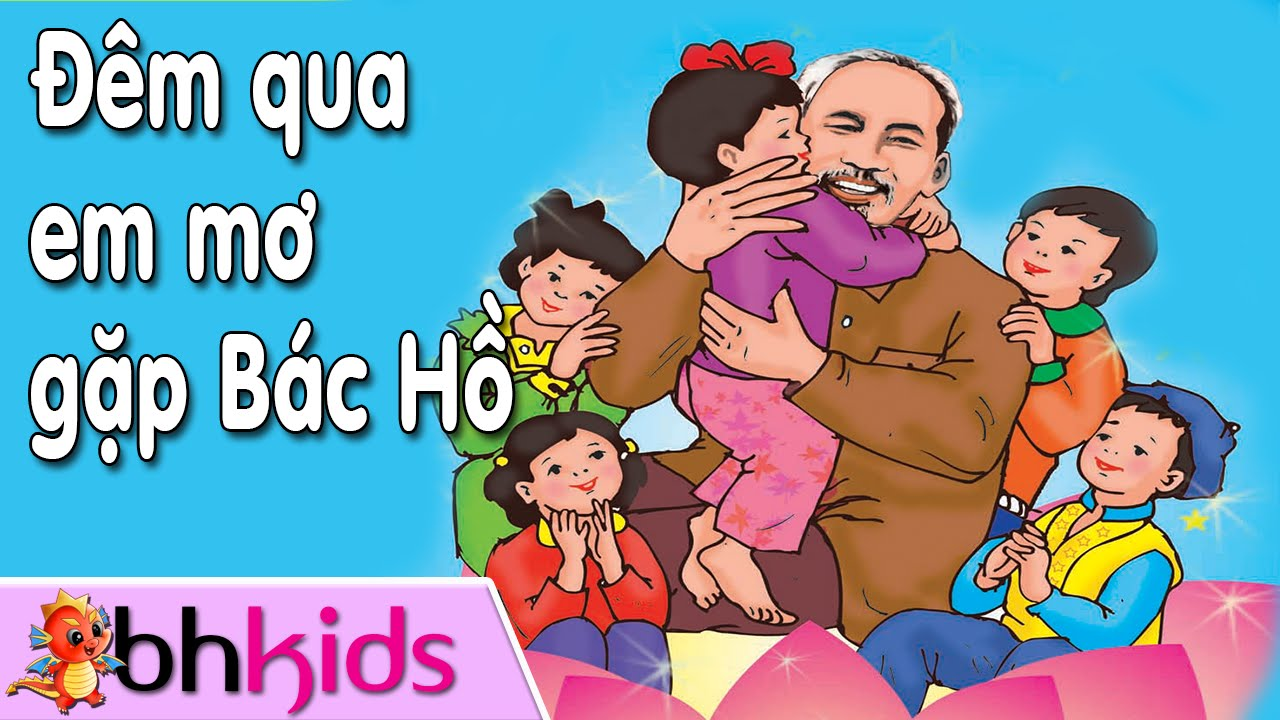 Đêm qua
em mơ
gặp Bác Hồ
bhkids